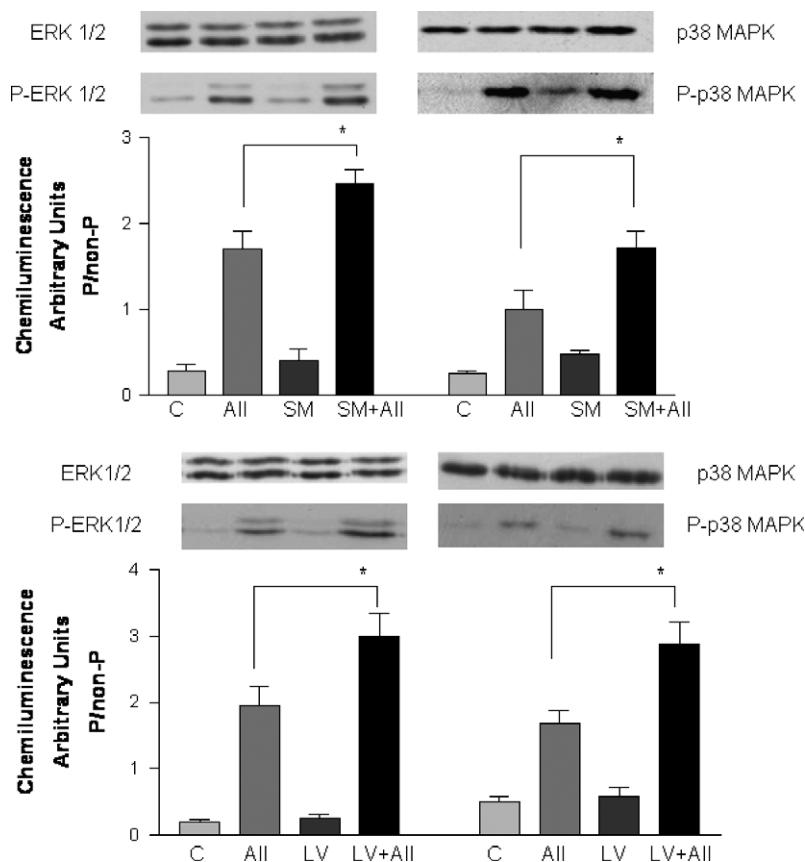 ERK 1/2
p38 MAPK
P-ERK 1/2
P-p38 MAPK
Chemiluminescence
Arbitrary Units
P/non-P
3
2
1
0
*
*
C AII SM SM+AII
C AII SM SM+AII
ERK1/2
p38 MAPK
P-ERK1/2
P-p38 MAPK
Chemiluminescence
Arbitrary Units
P/non-P
4
3
2
1
0
*
*
C AII LV LV+AII
C AII LV LV+AII